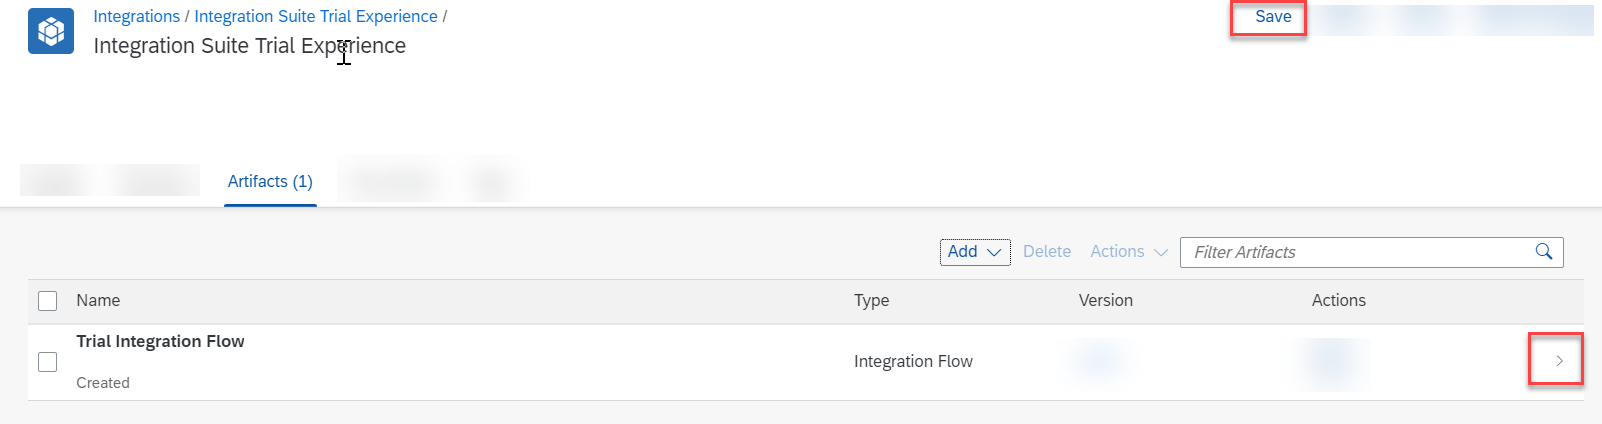 Integrations / Integration Suite Trial Experience /
Save
Integration Suite Trial Experience
Artifacts (1)
Add
Delete
Actions
Filter Artifacts
Name
Type
Version
Actions
Trial Integration Flow
Integration Flow
Created